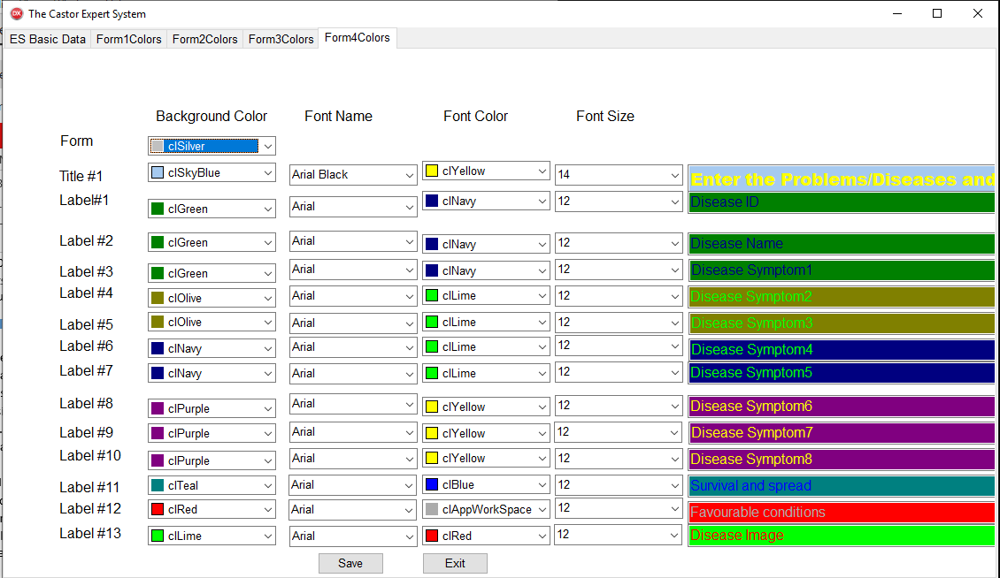 The Castor Expert System
ES Basic Data Form1Colors Form2Colors Form3Colors Form4Colors
Background Color Font Name Font Color Font Size
Form clSilver
Title #1 clSkyBlue Arial Black clYellow 14 Enter the Problems/Diseases and
Label#1 clGreen Arial clNavy 12 Disease ID
Label #2 clGreen Arial clNavy 12 Disease Name
Label #3 clGreen Arial clNavy 12 Disease Symptom1
Label #4 clOlive Arial clLime 12 Disease Symptom2
Label #5 clOlive Arial clLime 12 Disease Symptom3
Label #6 clNavy Arial clLime 12 Disease Symptom4
Label #7 clNavy Arial clLime 12 Disease Symptom5
Label #8 clPurple Arial clYellow 12 Disease Symptom6
Label #9 clPurple Arial clYellow 12 Disease Symptom7
Label #10 clPurple Arial clYellow 12 Disease Symptom8
Label #11 clTeal Arial clBlue 12 Survival and spread
Label #12 clRed Arial clAppWorkSpace 12 Favourable conditions
Label #13 clLime Arial clRed 12 Disease Image
Save Exit